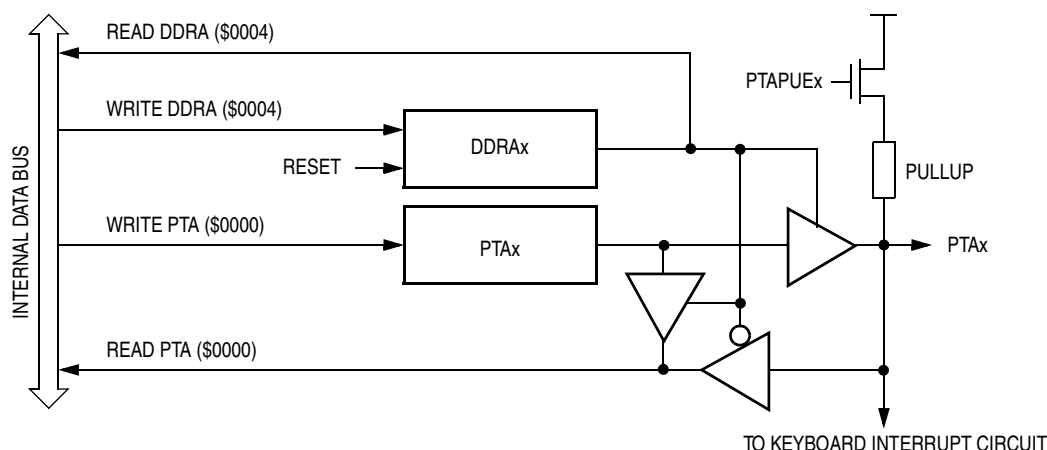 READ DDRA ($0004)
PTAPUEx
WRITE DDRA ($0004)
DDRAx
RESET
PULLUP
INTERNAL DATA BUS
WRITE PTA ($0000)
PTAx
PTAx
READ PTA ($0000)
TO KEYBOARD INTERRUPT CIRCUIT